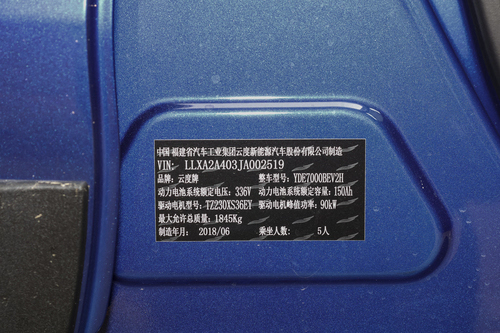 中国·福建省汽车工业集团云度新能源汽车股份有限公司制造
VIN: LLXA2A403JA002519
品牌: 云度牌 整车型号: YDE7000BEV2H
动力电池系统额定电压: 336V 动力电池系统额定容量: 150Ah
驱动电机型号: TZ230XS36EY 驱动电机峰值功率: 90kW
最大允许总质量: 1845Kg
制造年月: 2018/06 乘坐人数: 5人